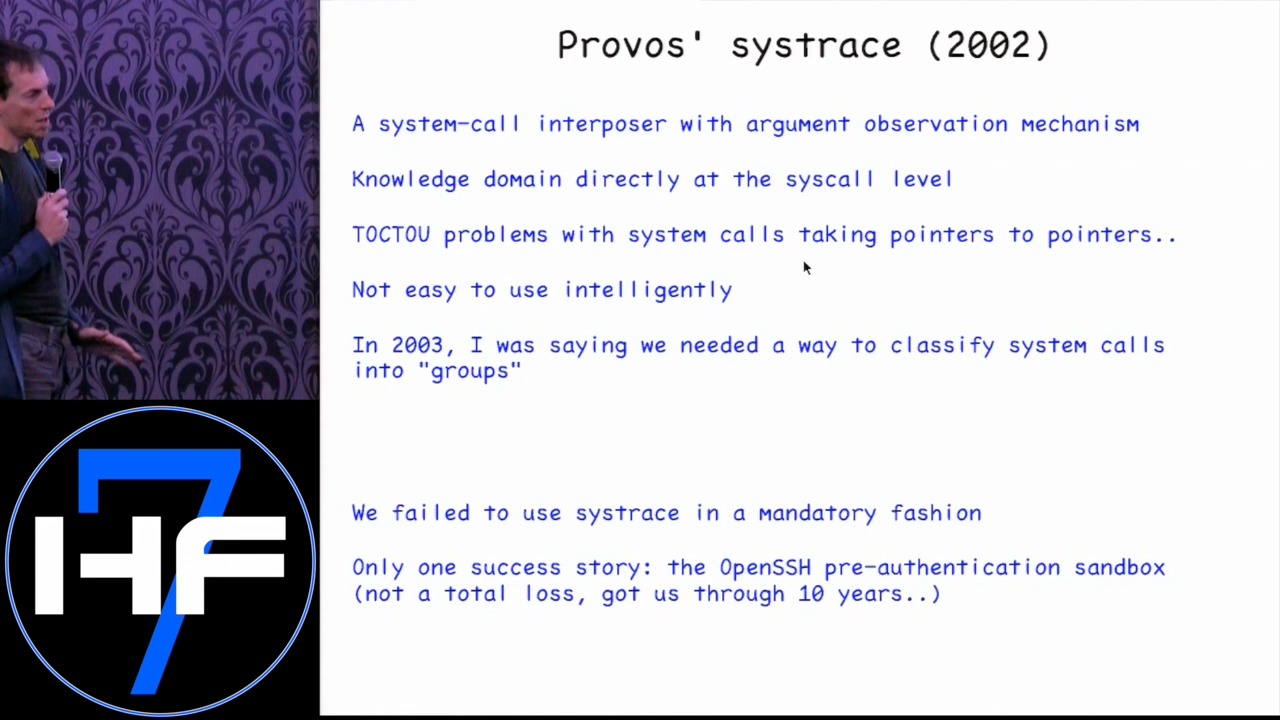 Provos' systrace (2002)
A system-call interposer with argument observation mechanism
Knowledge domain directly at the syscall level
TOCTOU problems with system calls taking pointers to pointers..
Not easy to use intelligently
In 2003, I was saying we needed a way to classify system calls
into "groups"
We failed to use systrace in a mandatory fashion
Only one success story: the OpenSSH pre-authentication sandbox
(not a total loss, got us through 10 years..)
7
HF